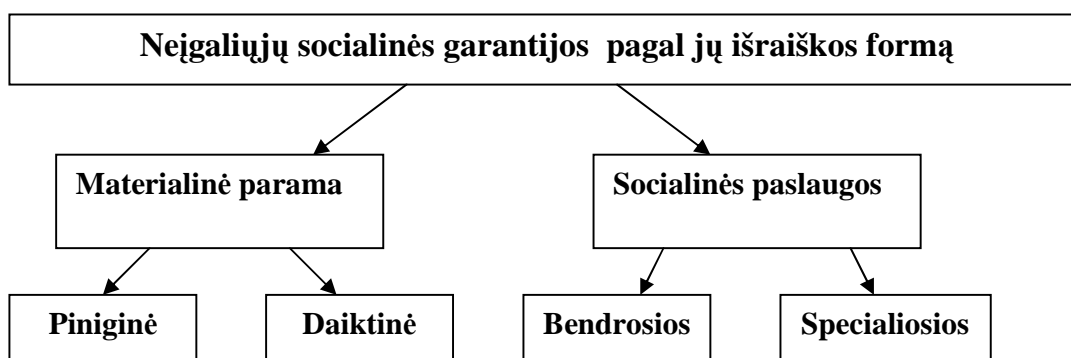 Neįgaliųjų socialinės garantijos pagal jų išraiškos formą
Materialinė parama
Socialinės paslaugos
Piniginė
Daiktinė
Bendrosios
Specialiosios